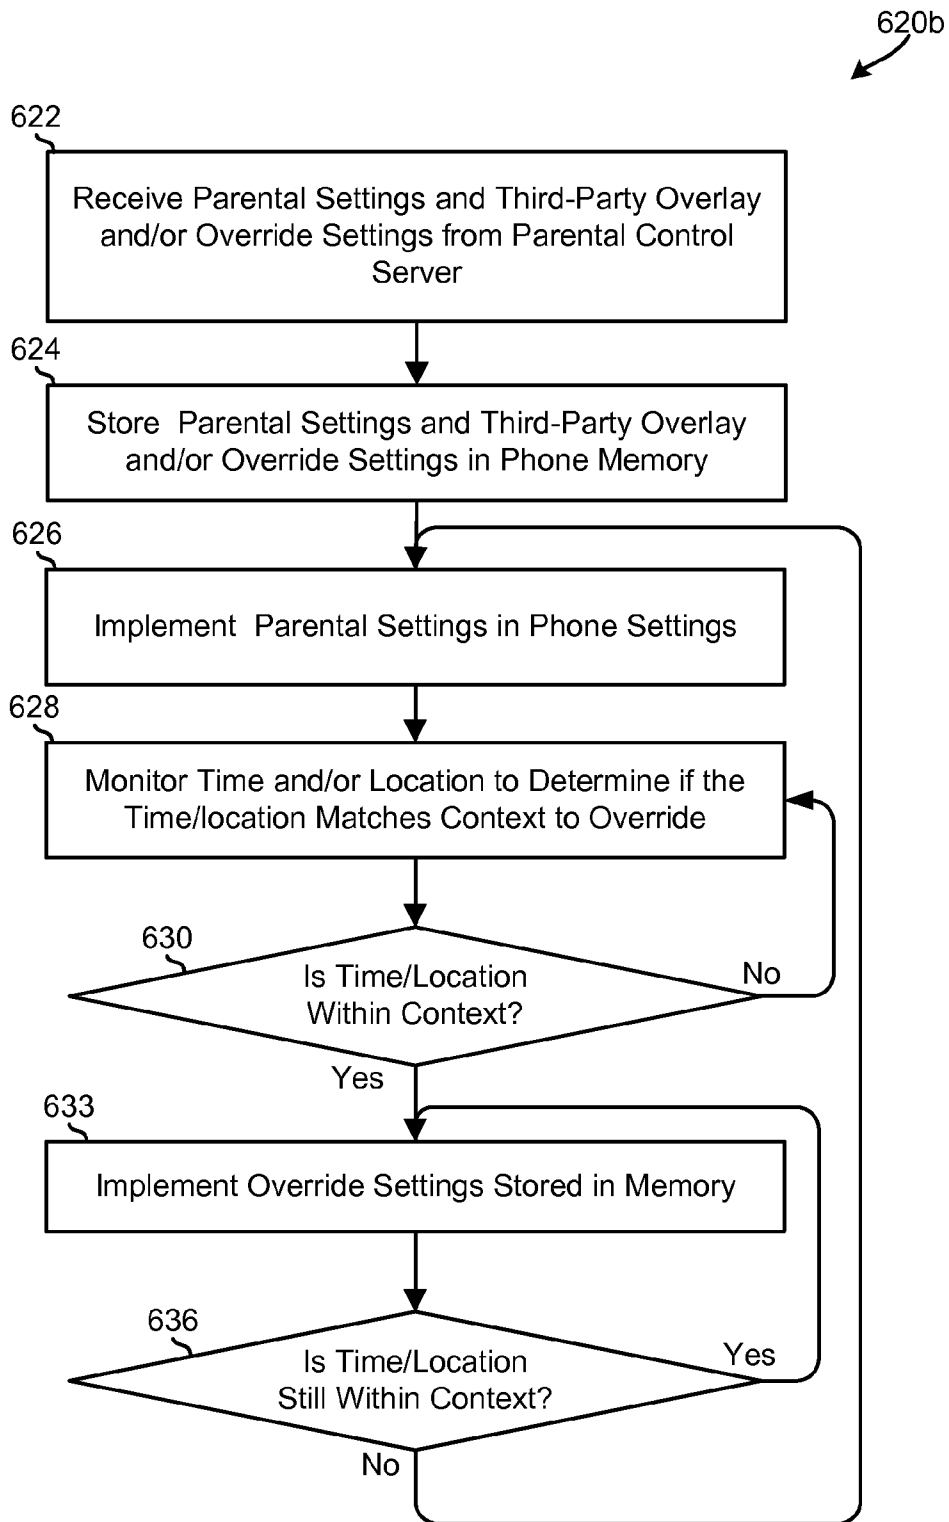 620b
622
Receive Parental Settings and Third-Party Overlay
and/or Override Settings from Parental Control
Server
624
Store Parental Settings and Third-Party Overlay
and/or Override Settings in Phone Memory
626
Implement Parental Settings in Phone Settings
628
Monitor Time and/or Location to Determine if the
Time/location Matches Context to Override
630
Is Time/Location
Within Context?
No
Yes
633
Implement Override Settings Stored in Memory
636
Is Time/Location
Still Within Context?
Yes
No